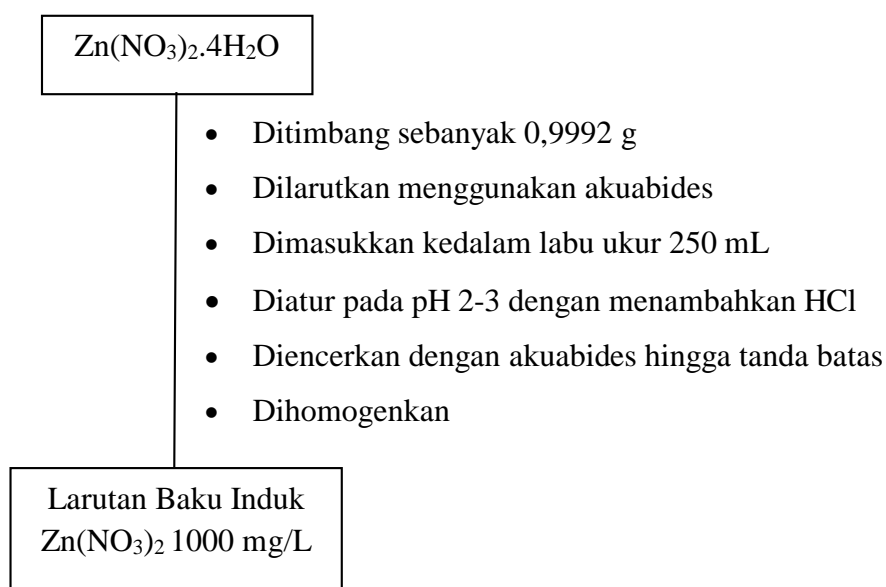 Zn(NO₃)₂.4H₂O
• Ditimbang sebanyak 0,9992 g
• Dilarutkan menggunakan akuabides
• Dimasukkan kedalam labu ukur 250 mL
• Diatur pada pH 2-3 dengan menambahkan HCl
• Diencerkan dengan akuabides hingga tanda batas
• Dihomogenkan
Larutan Baku Induk
Zn(NO₃)₂ 1000 mg/L